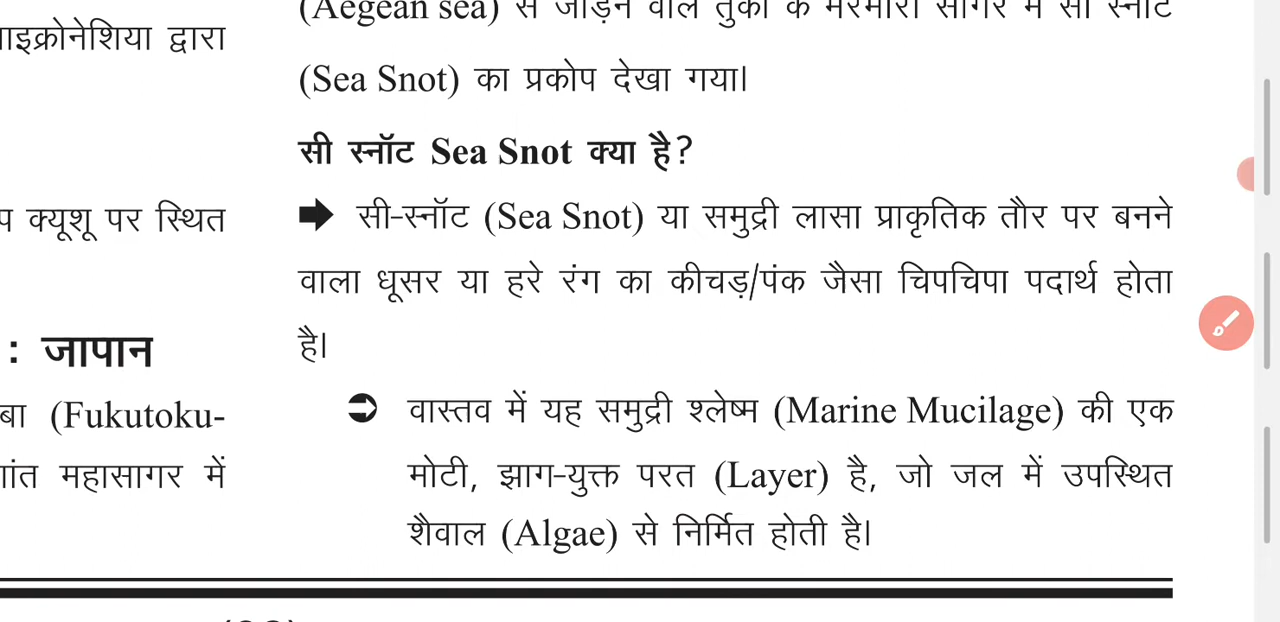 ाइक्रोनेशिया द्वारा
प क्यूशू पर स्थित
: जापान
बा (Fukutoku-
ांत महासागर में
(Aegean sea) से जोड़ने वाले तुर्की के मरमारा सागर में सी स्नॉट
(Sea Snot) का प्रकोप देखा गया।
सी स्नॉट Sea Snot क्या है?
सी-स्नॉट (Sea Snot) या समुद्री लासा प्राकृतिक तौर पर बनने
वाला धूसर या हरे रंग का कीचड़/पंक जैसा चिपचिपा पदार्थ होता
है।
वास्तव में यह समुद्री श्लेष्म (Marine Mucilage) की एक
मोटी, झाग-युक्त परत (Layer) है, जो जल में उपस्थित
शैवाल (Algae) से निर्मित होती है।